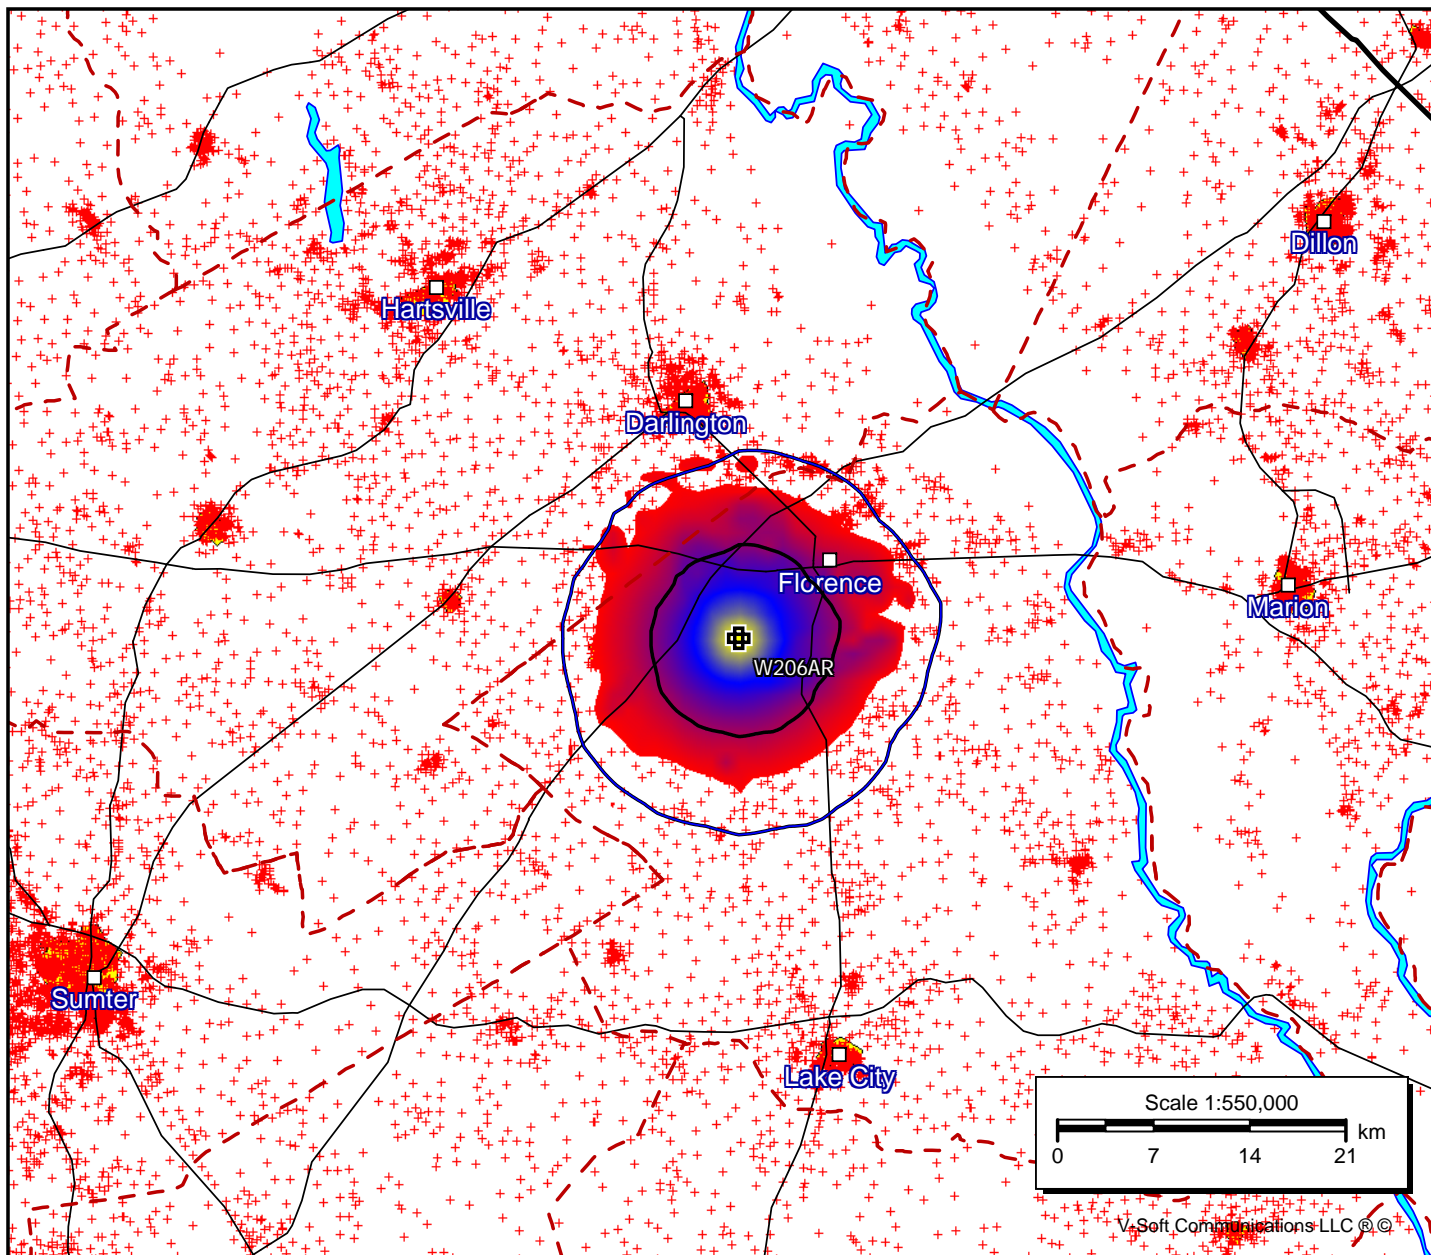 Dillon
Hartsville
Darlington
Florence
Marion
W206AR
Sumter
Lake City
Scale 1:550,000
km
0 7 14 21
V-Soft Communications LLC ® ©